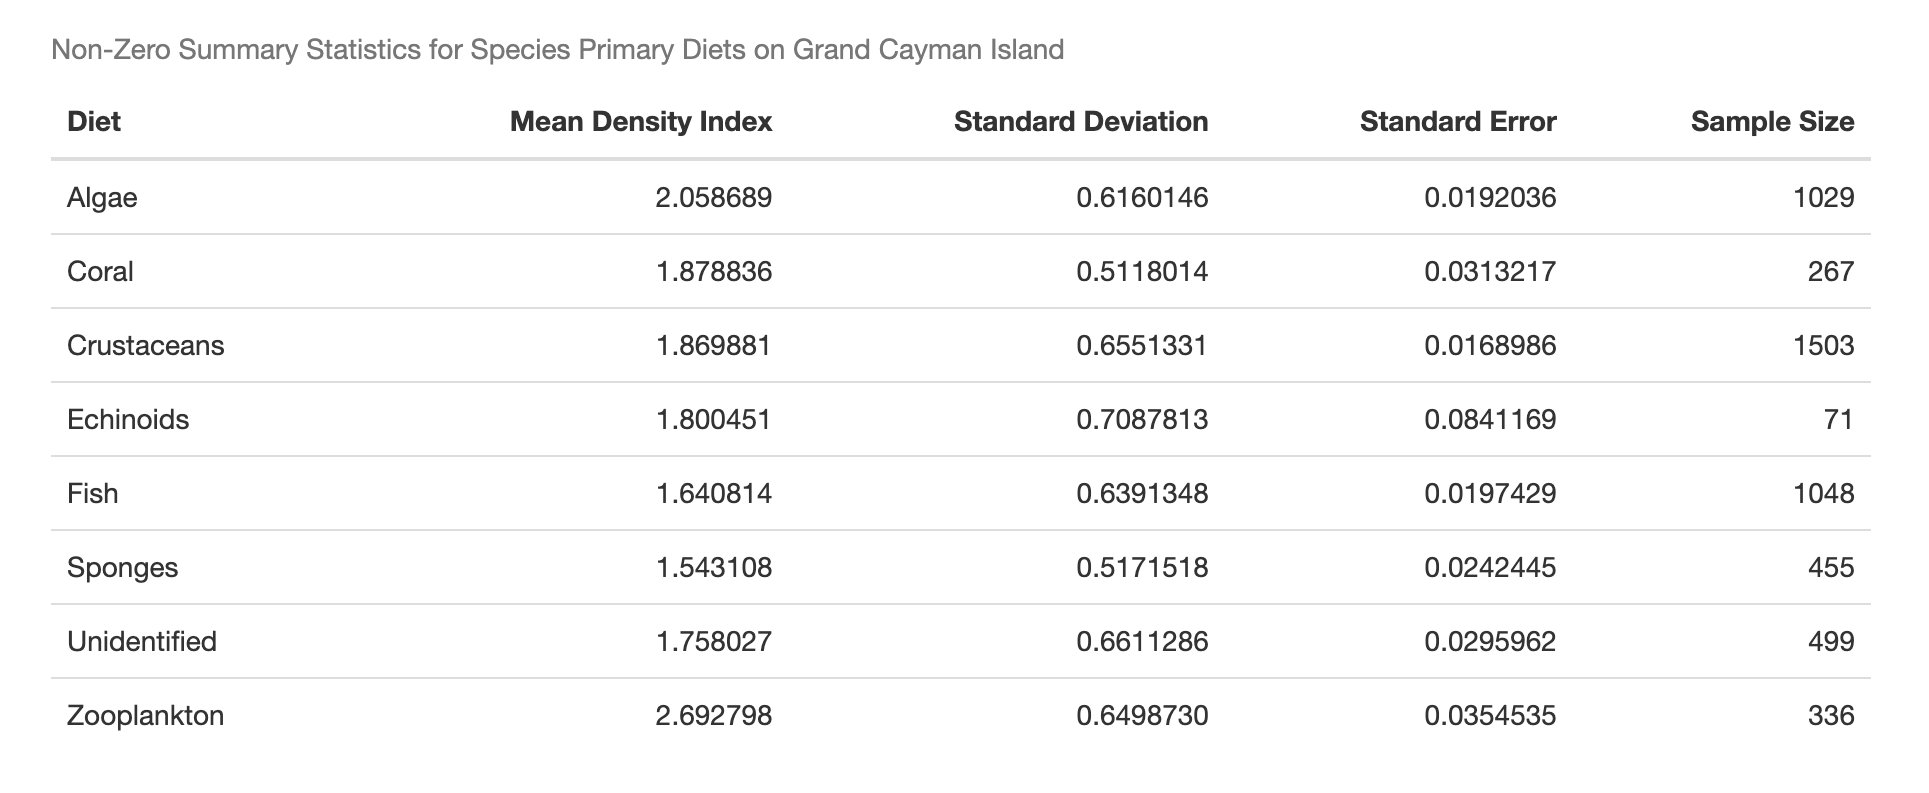 Non-Zero Summary Statistics for Species Primary Diets on Grand Cayman Island
Diet Mean Density Index Standard Deviation Standard Error Sample Size
Algae 2.058689 0.6160146 0.0192036 1029
Coral 1.878836 0.5118014 0.0313217 267
Crustaceans 1.869881 0.6551331 0.0168986 1503
Echinoids 1.800451 0.7087813 0.0841169 71
Fish 1.640814 0.6391348 0.0197429 1048
Sponges 1.543108 0.5171518 0.0242445 455
Unidentified 1.758027 0.6611286 0.0295962 499
Zooplankton 2.692798 0.6498730 0.0354535 336